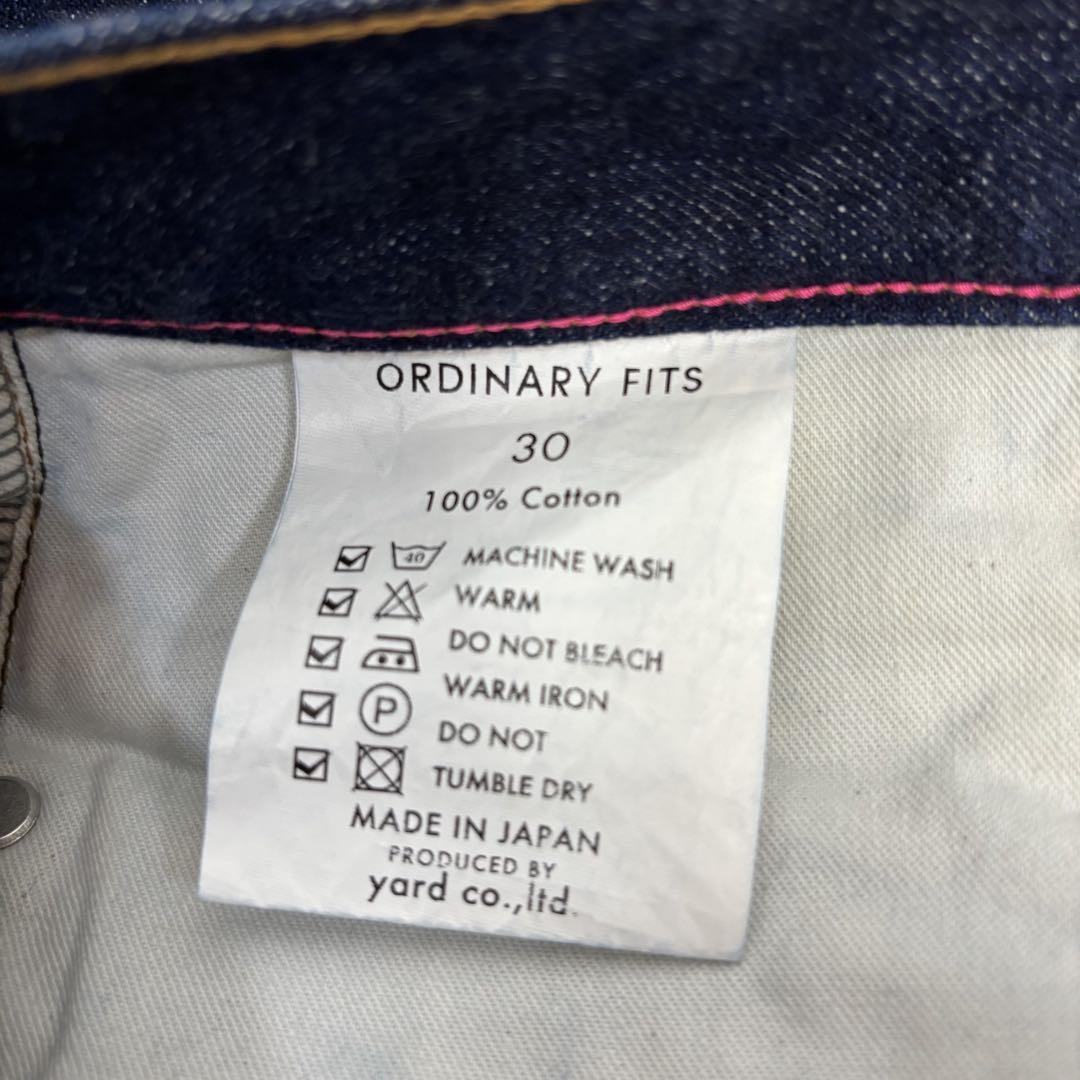 ORDINARY FITS
30
100% Cotton
40 MACHINE WASH
WARM
DO NOT BLEACH
WARM IRON
P DO NOT
TUMBLE DRY
MADE IN JAPAN
PRODUCED BY
yard co.,ltd.